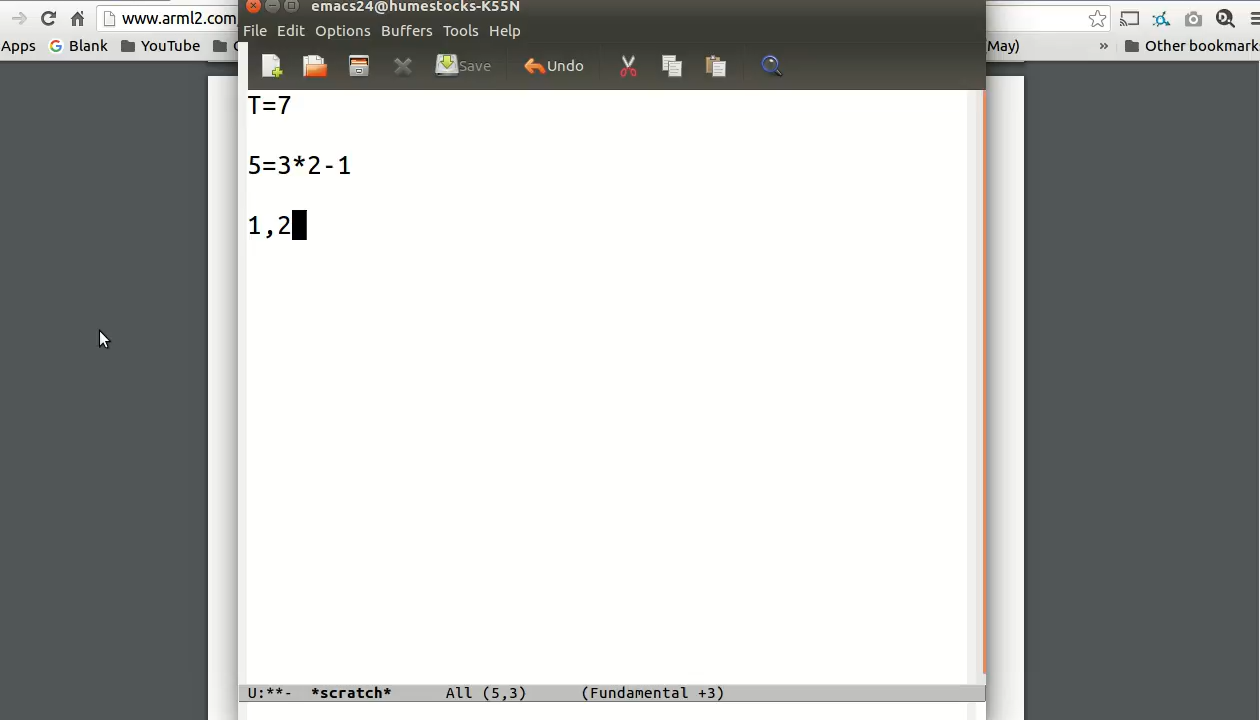 emacs24@humestocks-K55N
www.arml2.com
Apps Blank YouTube May) » Other bookmark
File Edit Options Buffers Tools Help
Save Undo
T=7
5=3*2-1
1,2
U:**- *scratch* All (5,3) (Fundamental +3)